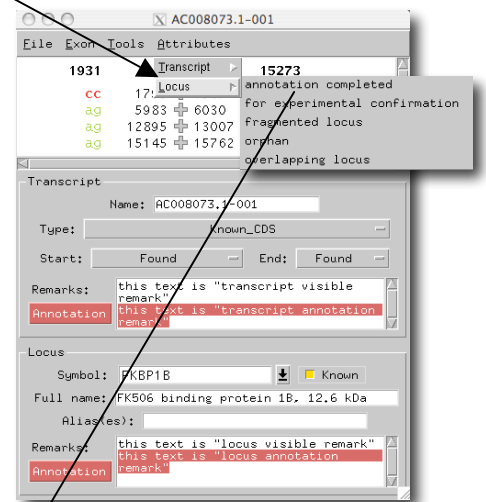 AC008073.1-001
File Exon Tools Attributes
1931 15273
Transcript
Locus
annotation completed
for experimental confirmation
fragmented locus
orphan
overlapping locus
cc
ag 5983 6030
ag 12895 13007
ag 15145 15762
Transcript
Name: AC008073.1-001
Type: Known_CDS
Start: Found End: Found
Remarks: this text is "transcript visible
remark"
Annotation this text is "transcript annotation
remark"
Locus
Symbol: FKBP1B Known
Full name: FK506 binding protein 1B, 12.6 kDa
Alias(es):
Remarks: this text is "locus visible remark"
this text is "locus annotation
Annotation remark"